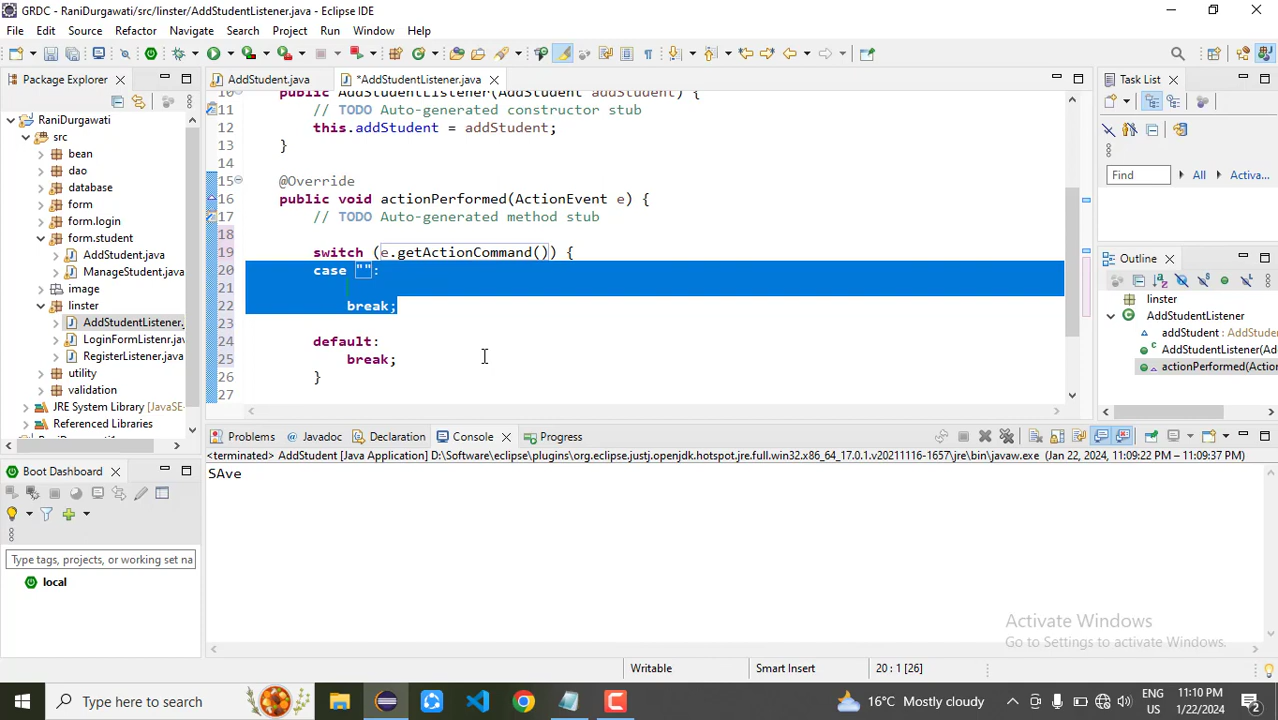 GRDC - RaniDurgawati/src/linster/AddStudentListener.java - Eclipse IDE
File Edit Source Refactor Navigate Search Project Run Window Help
Package Explorer
RaniDurgawati
src
bean
dao
database
form
form.login
form.student
AddStudent.java
ManageStudent.java
image
linster
AddStudentListener.
LoginFormListenr.jav
RegisterListener.java
utility
validation
JRE System Library [JavaSE-
Referenced Libraries
Boot Dashboard
Type tags, projects, or working set na
local
AddStudent.java
*AddStudentListener.java
10 public AddStudentListener(AddStudent addStudent) {
11 // TODO Auto-generated constructor stub
12 this.addStudent = addStudent;
13 }
14
15 @Override
16 public void actionPerformed(ActionEvent e) {
17 // TODO Auto-generated method stub
18
19 switch (e.getActionCommand()) {
20 case "":
21
22 break;
23
24 default:
25 break;
26 }
27
Problems Javadoc Declaration Console Progress
<terminated> AddStudent [Java Application] D:\Software\eclipse\plugins\org.eclipse.justj.openjdk.hotspot.jre.full.win32.x86_64_17.0.1.v20211116-1657\jre\bin\javaw.exe (Jan 22, 2024, 11:09:22 PM – 11:09:37 PM)
SAve
Task List
Find All Activa...
Outline
linster
AddStudentListener
addStudent : AddStude
AddStudentListener(Ad
actionPerformed(Actio
Activate Windows
Go to Settings to activate Windows.
Writable Smart Insert 20 : 1 [26]
Type here to search
16°C Mostly cloudy
ENG
US
11:10 PM
1/22/2024
2